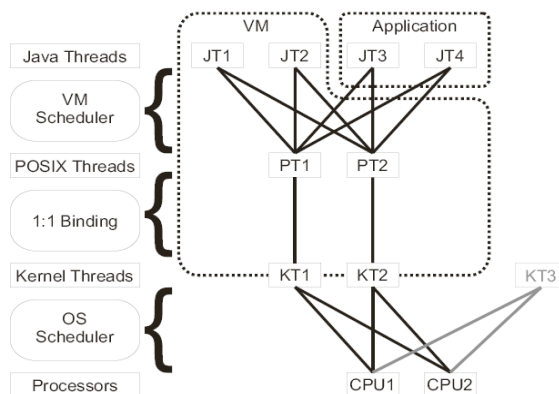 VM
Application
Java Threads
JT1
JT2
JT3
JT4
VM
Scheduler
POSIX Threads
PT1
PT2
1:1 Binding
Kernel Threads
KT1
KT2
KT3
OS
Scheduler
Processors
CPU1
CPU2